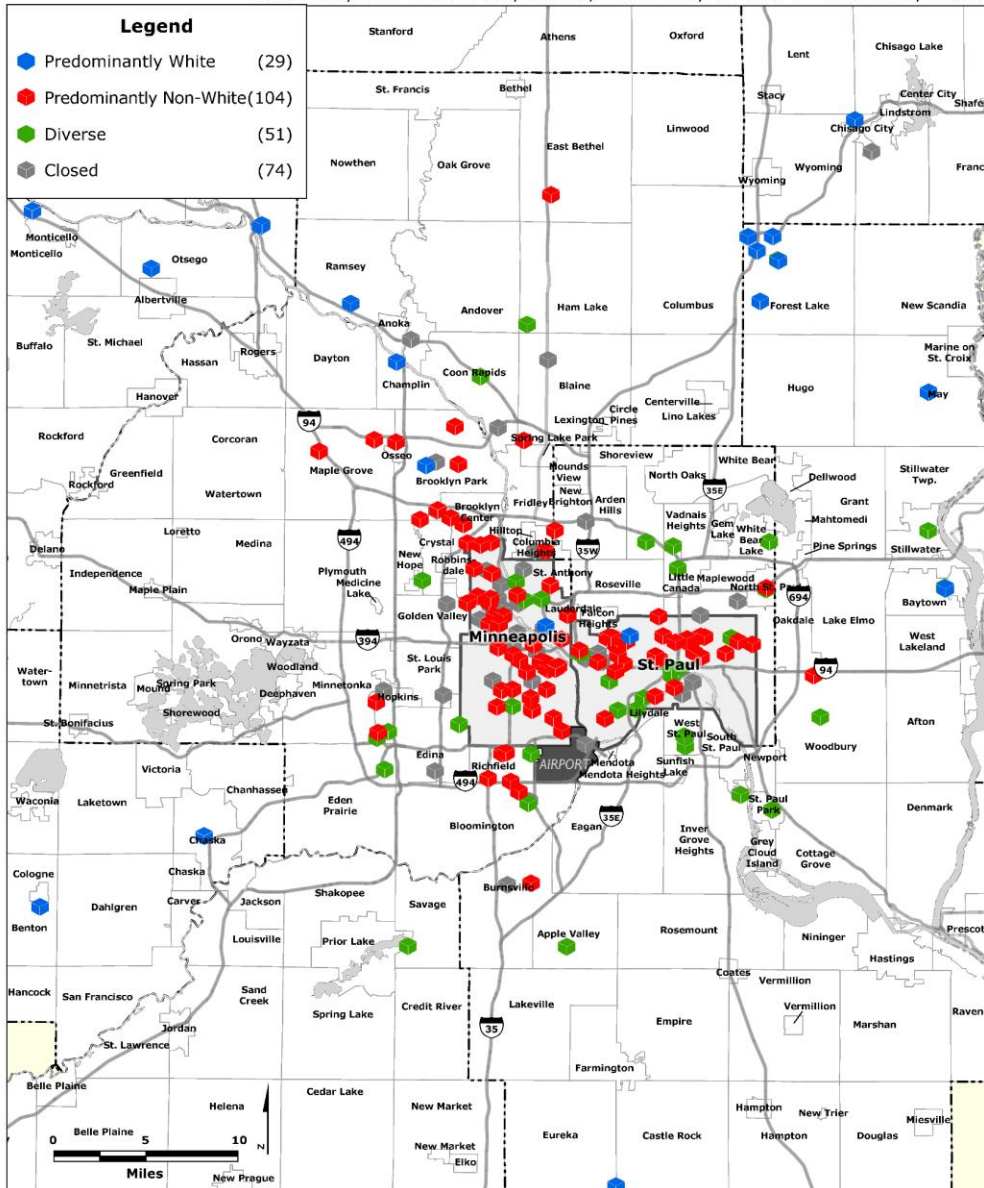 Legend
Predominantly White (29)
Predominantly Non-White(104)
Diverse (51)
Closed (74)
Stanford
Athens
Oxford
Lent
Chisago Lake
St. Francis
Bethel
Stacy
Center City
Lindstrom
Shafe
Chisago City
Linwood
East Bethel
Nowthen
Oak Grove
Wyoming
Wyoming
Franc
Monticello
Monticello
Otsego
Ramsey
Albertville
Andover
Ham Lake
Columbus
Forest Lake
New Scandia
Anoka
Buffalo
St. Michael
Hassan
Rogers
Dayton
Marine on
St. Croix
Coon Rapids
Champlin
Blaine
Hugo
May
Hanover
Centerville
Lino Lakes
Circle
Pines
Lexington
Rockford
Corcoran
94
Osseo
Spring Lake Park
Shoreview
White Bear
Maple Grove
Greenfield
Rockford
Brooklyn Park
Mounds
View
North Oaks
35E
Dellwood
Stillwater
Twp.
Grant
Watertown
New
Brighton
Arden
Hills
Brooklyn
Center
Fridley
Vadnais
Heights
Gem
Lake
White
Bear
Lake
Mahtomedi
Loretto
Medina
Hilltop
Columbia
Heights
Crystal
494
35W
Pine Springs
Stillwater
Delano
New
Hope
Robbins-
dale
Independence
Plymouth
St. Anthony
Roseville
Little
Canada
Maplewood
North St. Paul
694
Medicine
Lake
Maple Plain
Baytown
Golden Valley
Lauderdale
Falcon
Heights
Oakdale
Lake Elmo
Orono
Wayzata
394
Minneapolis
Water-
town
Woodland
St. Louis
Park
St. Paul
West
Lakeland
94
Minnetrista
Mound
Spring Park
Deephaven
Minnetonka
Hopkins
Shorewood
St. Bonifacius
Lilydale
Afton
West
St. Paul
South
St. Paul
Woodbury
Edina
Richfield
Mendota
AIRPORT
Mendota Heights
Sunfish
Lake
Newport
Victoria
494
Waconia
Laketown
Chanhassen
Eden
Prairie
St. Paul
Park
Denmark
Bloomington
35E
Eagan
Inver
Grove
Heights
Grey
Cloud
Island
Cottage
Grove
Chaska
Cologne
Chaska
Burnsville
Shakopee
Carver
Jackson
Savage
Dahlgren
Benton
Louisville
Prior Lake
Apple Valley
Rosemount
Nininger
Prescot
Hastings
Coates
Vermillion
Hancock
San Francisco
Sand
Creek
Credit River
Lakeville
Spring Lake
Empire
Vermillion
Marshan
Raven
Jordan
35
St. Lawrence
Farmington
Belle Plaine
Cedar Lake
Helena
New Market
Hampton
New Trier
Miesville
Belle Plaine
Eureka
Castle Rock
Hampton
Douglas
0 5 10
Miles
N
New Market
Elko
New Prague